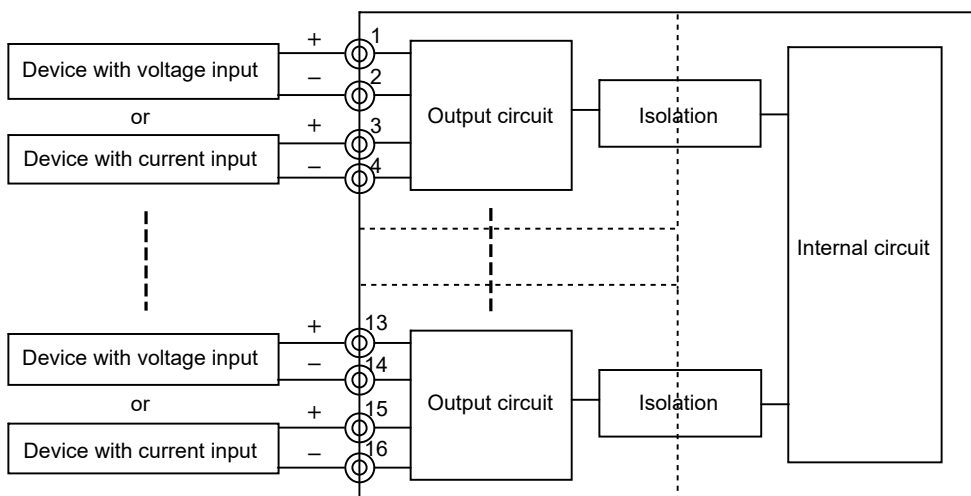 + 1
Device with voltage input
− 2
or
+ 3
Device with current input
− 4
Output circuit
Isolation
Internal circuit
+ 13
Device with voltage input
− 14
or
+ 15
Device with current input
− 16
Output circuit
Isolation